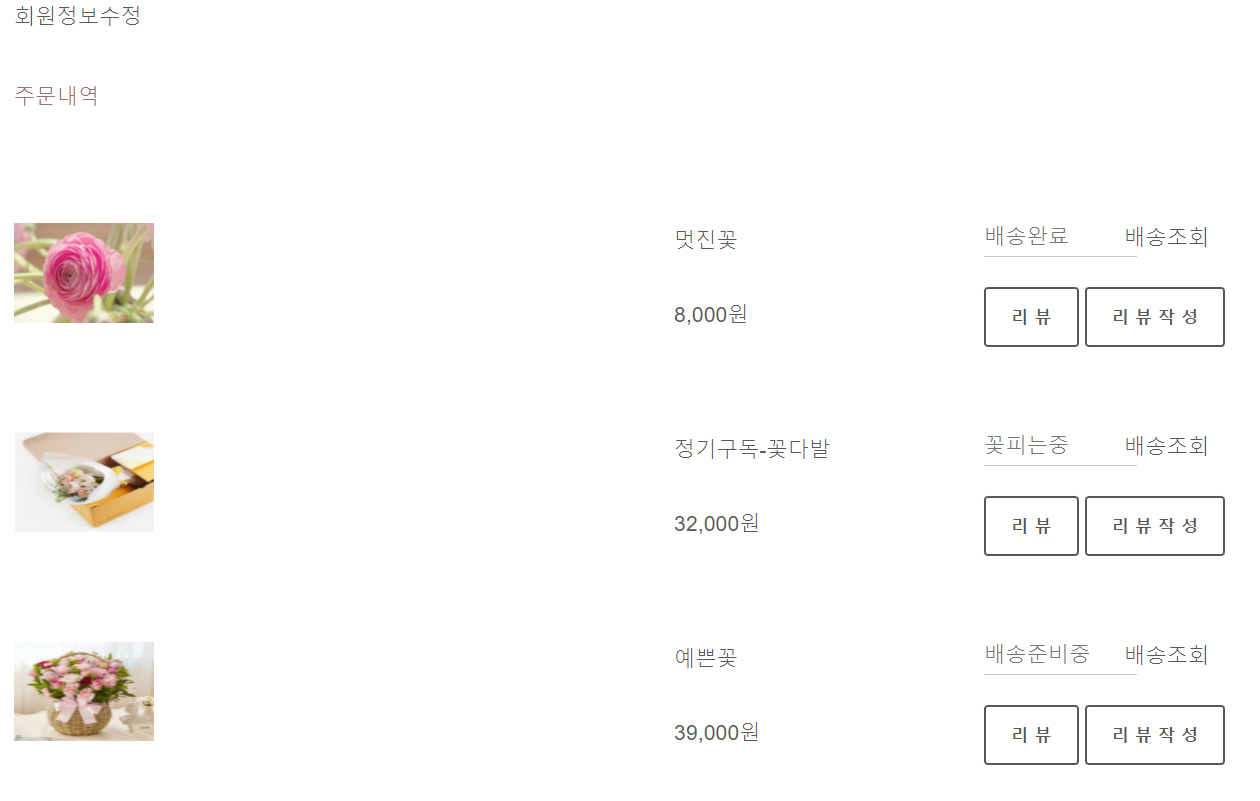 회원정보수정
주문내역
멋진꽃
배송완료 배송조회
8,000원
리뷰 리뷰작성
정기구독-꽃다발
꽃피는중 배송조회
32,000원
리뷰 리뷰작성
예쁜꽃
배송준비중 배송조회
39,000원
리뷰 리뷰작성